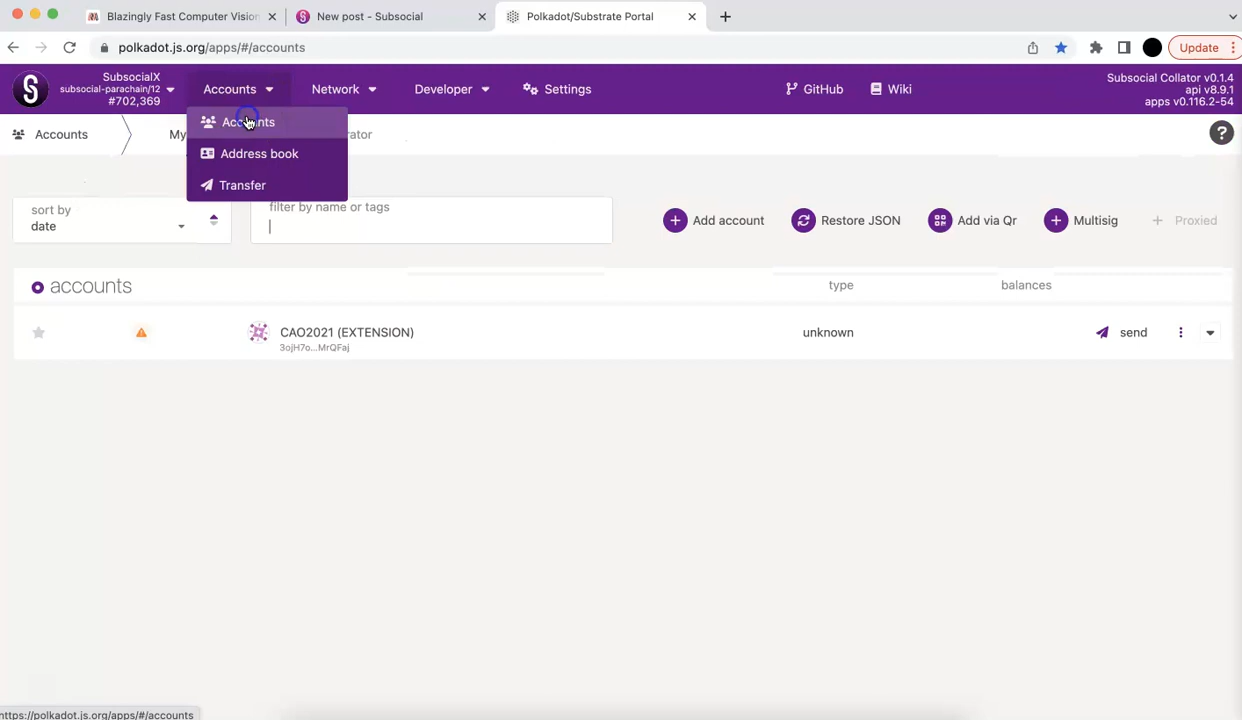 Blazingly Fast Computer Vision
New post - Subsocial
Polkadot/Substrate Portal
polkadot.js.org/apps/#/accounts
Update
SubsocialX
subsocial-parachain/12
#702,369
Accounts
Network
Developer
Settings
GitHub
Wiki
Subsocial Collator v0.1.4
api v8.9.1
apps v0.116.2-54
Accounts
My
Accounts
Address book
Transfer
sort by
date
filter by name or tags
Add account
Restore JSON
Add via Qr
Multisig
Proxied
accounts
type
balances
CAO2021 (EXTENSION)
3ojH7o...MrQFaj
unknown
send
https://polkadot.js.org/apps/#/accounts